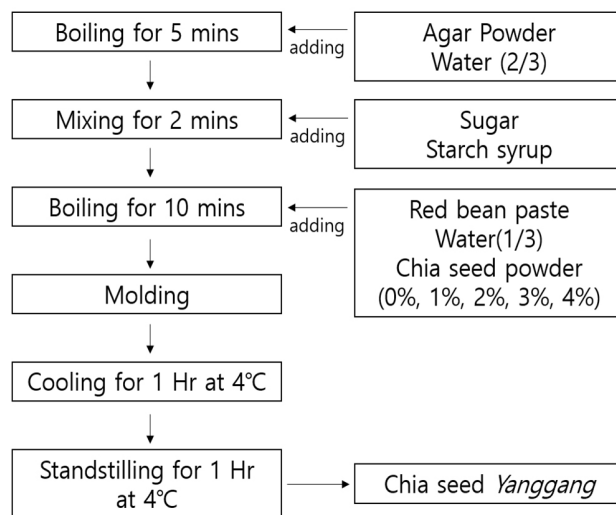 Boiling for 5 mins
adding
Agar Powder
Water (2/3)
Mixing for 2 mins
adding
Sugar
Starch syrup
Boiling for 10 mins
adding
Red bean paste
Water(1/3)
Chia seed powder
(0%, 1%, 2%, 3%, 4%)
Molding
Cooling for 1 Hr at 4℃
Standstilling for 1 Hr
at 4℃
Chia seed Yanggang